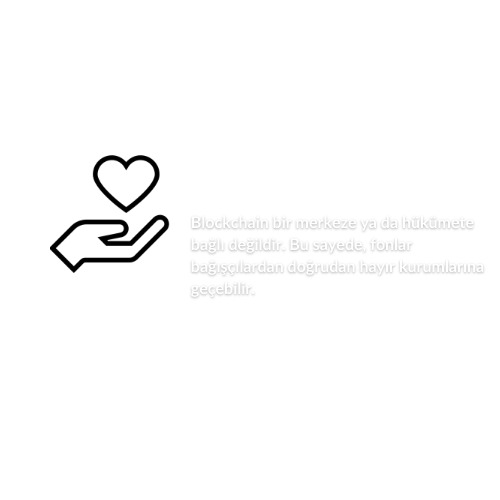 Blockchain bir merkeze ya da hükümete
bağlı değildir. Bu sayede, fonlar
bağışçılardan doğrudan hayır kurumlarına
geçebilir.